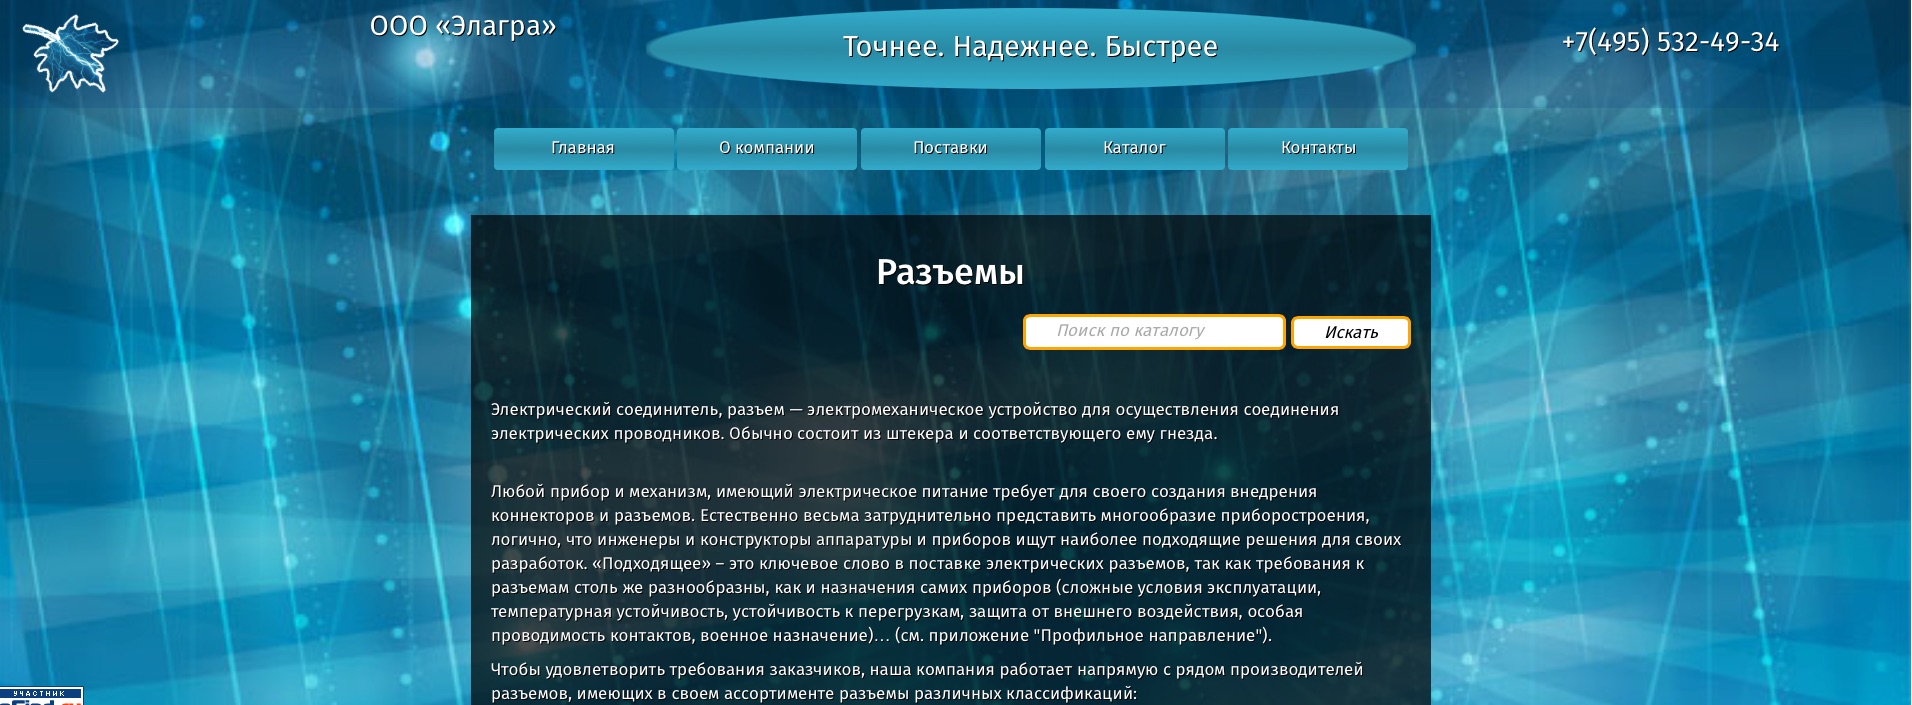 ООО «Элагра»
Точнее. Надежнее. Быстрее
+7(495) 532-49-34
Главная
О компании
Поставки
Каталог
Контакты
Разъемы
Поиск по каталогу
Искать
Электрический соединитель, разъем — электромеханическое устройство для осуществления соединения
электрических проводников. Обычно состоит из штекера и соответствующего ему гнезда.
Любой прибор и механизм, имеющий электрическое питание требует для своего создания внедрения
коннекторов и разъемов. Естественно весьма затруднительно представить многообразие приборостроения,
логично, что инженеры и конструкторы аппаратуры и приборов ищут наиболее подходящие решения для своих
разработок. «Подходящее» – это ключевое слово в поставке электрических разъемов, так как требования к
разъемам столь же разнообразны, как и назначения самих приборов (сложные условия эксплуатации,
температурная устойчивость, устойчивость к перегрузкам, защита от внешнего воздействия, особая
проводимость контактов, военное назначение)… (см. приложение "Профильное направление").
Чтобы удовлетворить требования заказчиков, наша компания работает напрямую с рядом производителей
разъемов, имеющих в своем ассортименте разъемы различных классификаций:
УЧАСТНИК